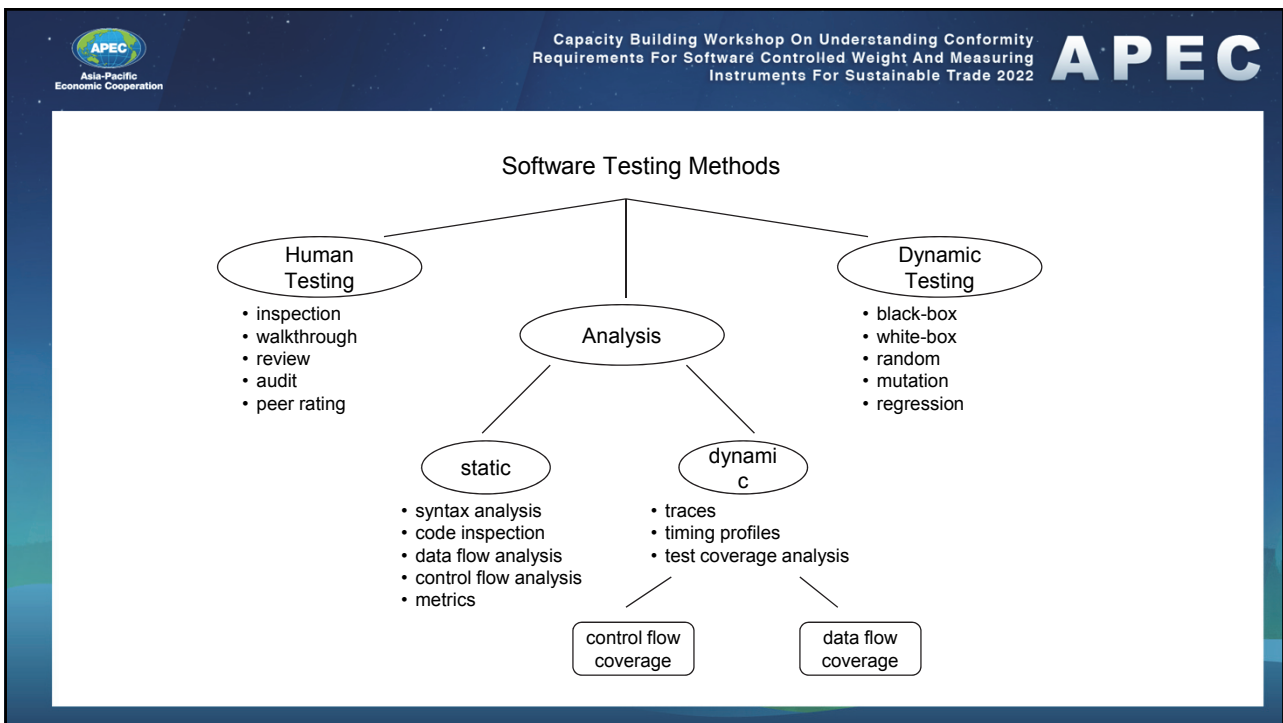 APEC
Asia-Pacific
Economic Cooperation
Capacity Building Workshop On Understanding Conformity
Requirements For Software Controlled Weight And Measuring
Instruments For Sustainable Trade 2022
APEC
Software Testing Methods
Human
Testing
• inspection
• walkthrough
• review
• audit
• peer rating
Analysis
Dynamic
Testing
• black-box
• white-box
• random
• mutation
• regression
static
• syntax analysis
• code inspection
• data flow analysis
• control flow analysis
• metrics
dynami
c
• traces
• timing profiles
• test coverage analysis
control flow
coverage
data flow
coverage